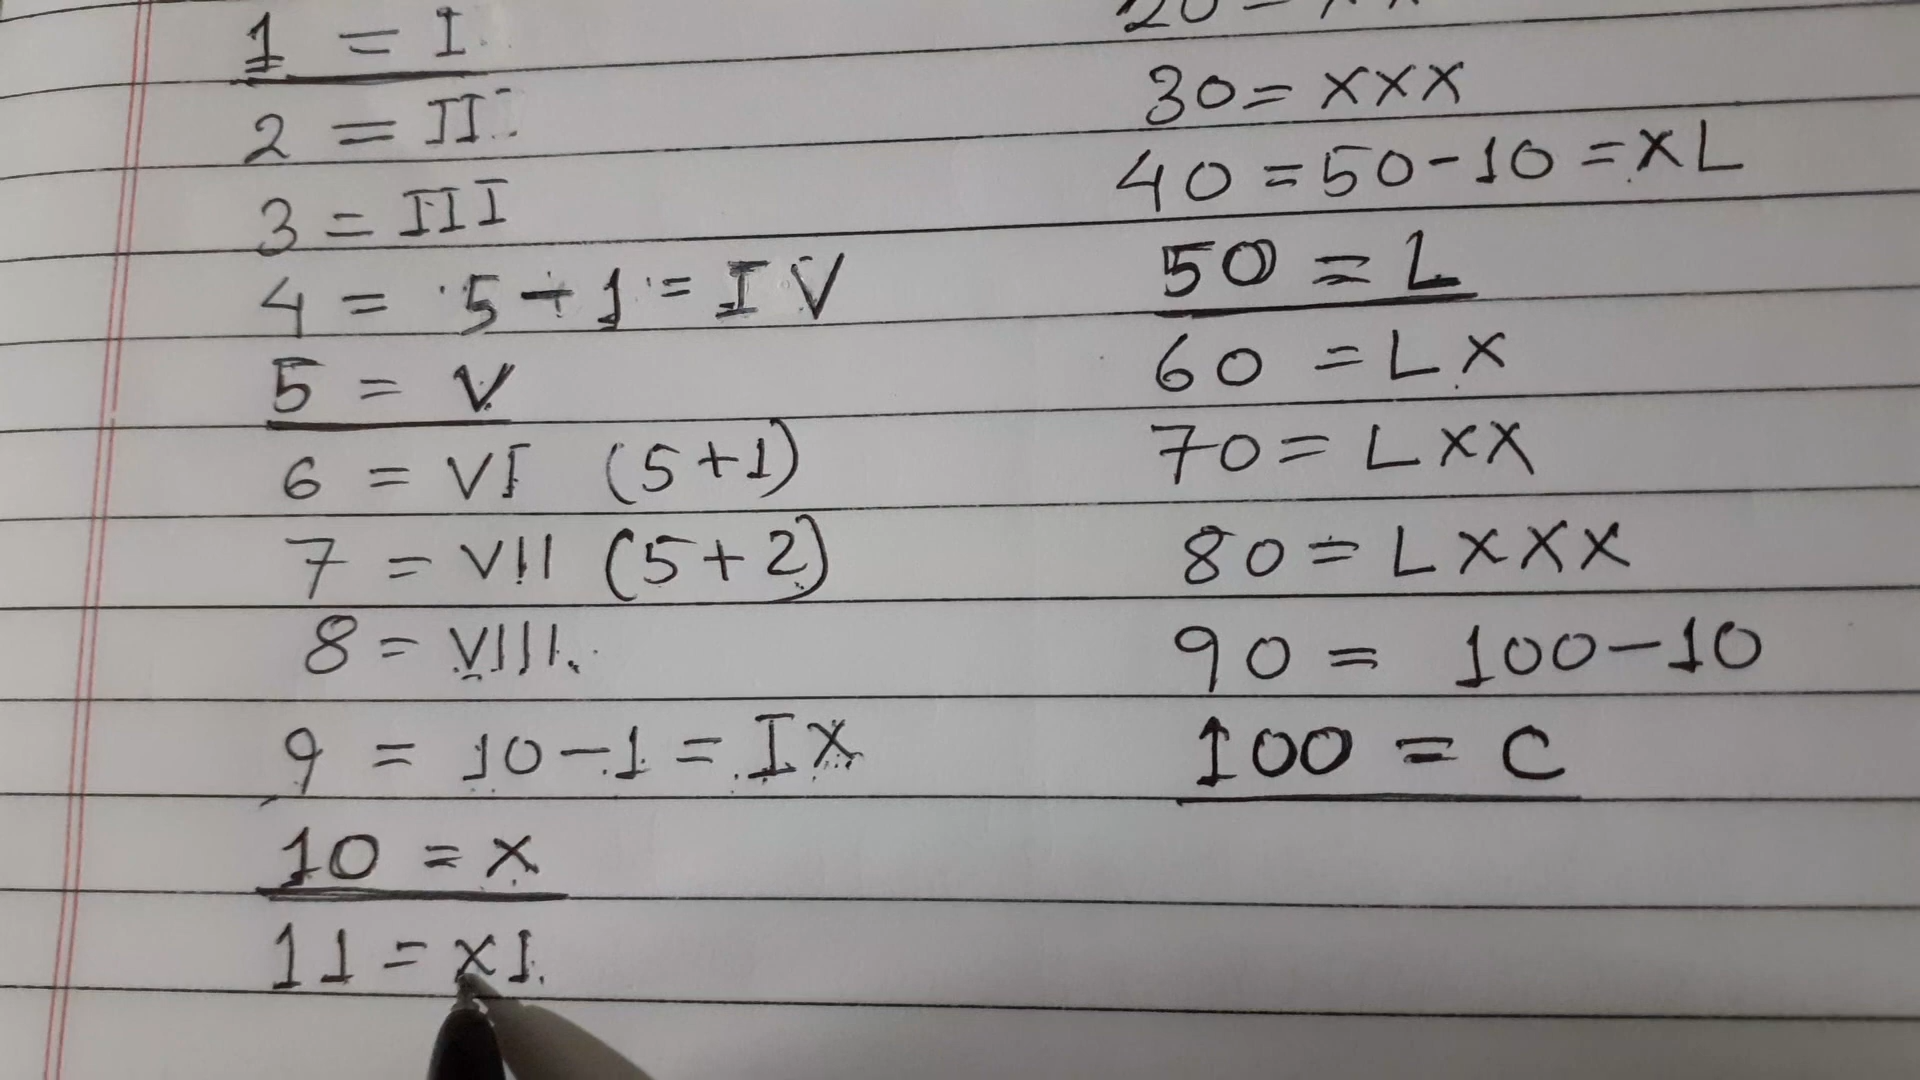 1 = I
2 = II
3 = III
4 = 5+1 = IV
5 = V
6 = VI (5+1)
7 = VII (5+2)
8 = VIII
9 = 10-1 = IX
10 = X
11 = XI
20 = XX
30 = XXX
40 = 50-10 = XL
50 = L
60 = LX
70 = LXX
80 = LXXX
90 = 100-10
100 = C